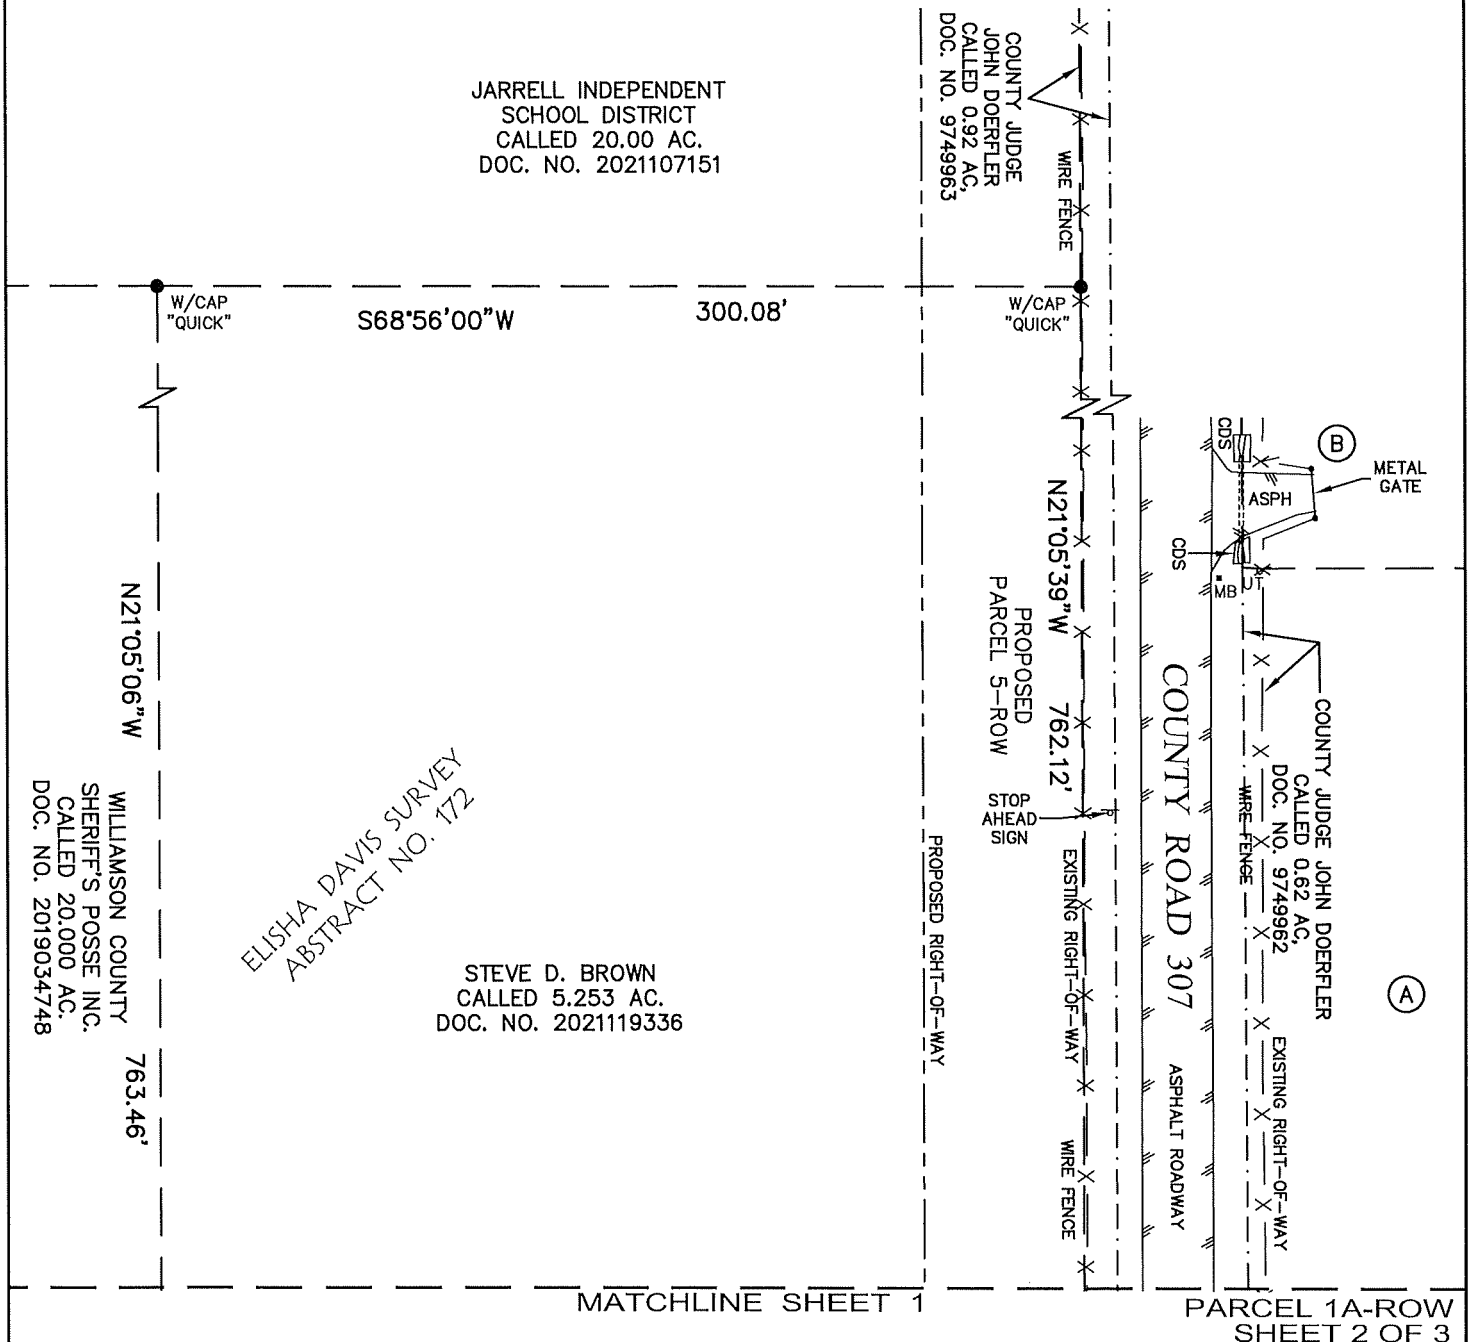 JARRELL INDEPENDENT
SCHOOL DISTRICT
CALLED 20.00 AC.
DOC. NO. 2021107151
COUNTY JUDGE
JOHN DOERFLER
CALLED 0.92 AC,
DOC. NO. 9749963
WIRE FENCE
W/CAP
"QUICK"
S68°56'00"W
300.08'
W/CAP
"QUICK"
CDS
B
METAL
GATE
ASPH
CDS
MB
UT
N21°05'39"W
762.12'
PROPOSED
PARCEL 5-ROW
STOP
AHEAD
SIGN
COUNTY ROAD 307
COUNTY JUDGE JOHN DOERFLER
CALLED 0.62 AC,
DOC. NO. 9749962
WIRE FENCE
A
N21°05'06"W
763.46'
WILLIAMSON COUNTY
SHERIFF'S POSSE INC.
CALLED 20.000 AC.
DOC. NO. 2019034748
ELISHA DAVIS SURVEY
ABSTRACT NO. 172
STEVE D. BROWN
CALLED 5.253 AC.
DOC. NO. 2021119336
PROPOSED RIGHT-OF-WAY
EXISTING RIGHT-OF-WAY
WIRE FENCE
ASPHALT ROADWAY
EXISTING RIGHT-OF-WAY
MATCHLINE SHEET 1
PARCEL 1A-ROW
SHEET 2 OF 3